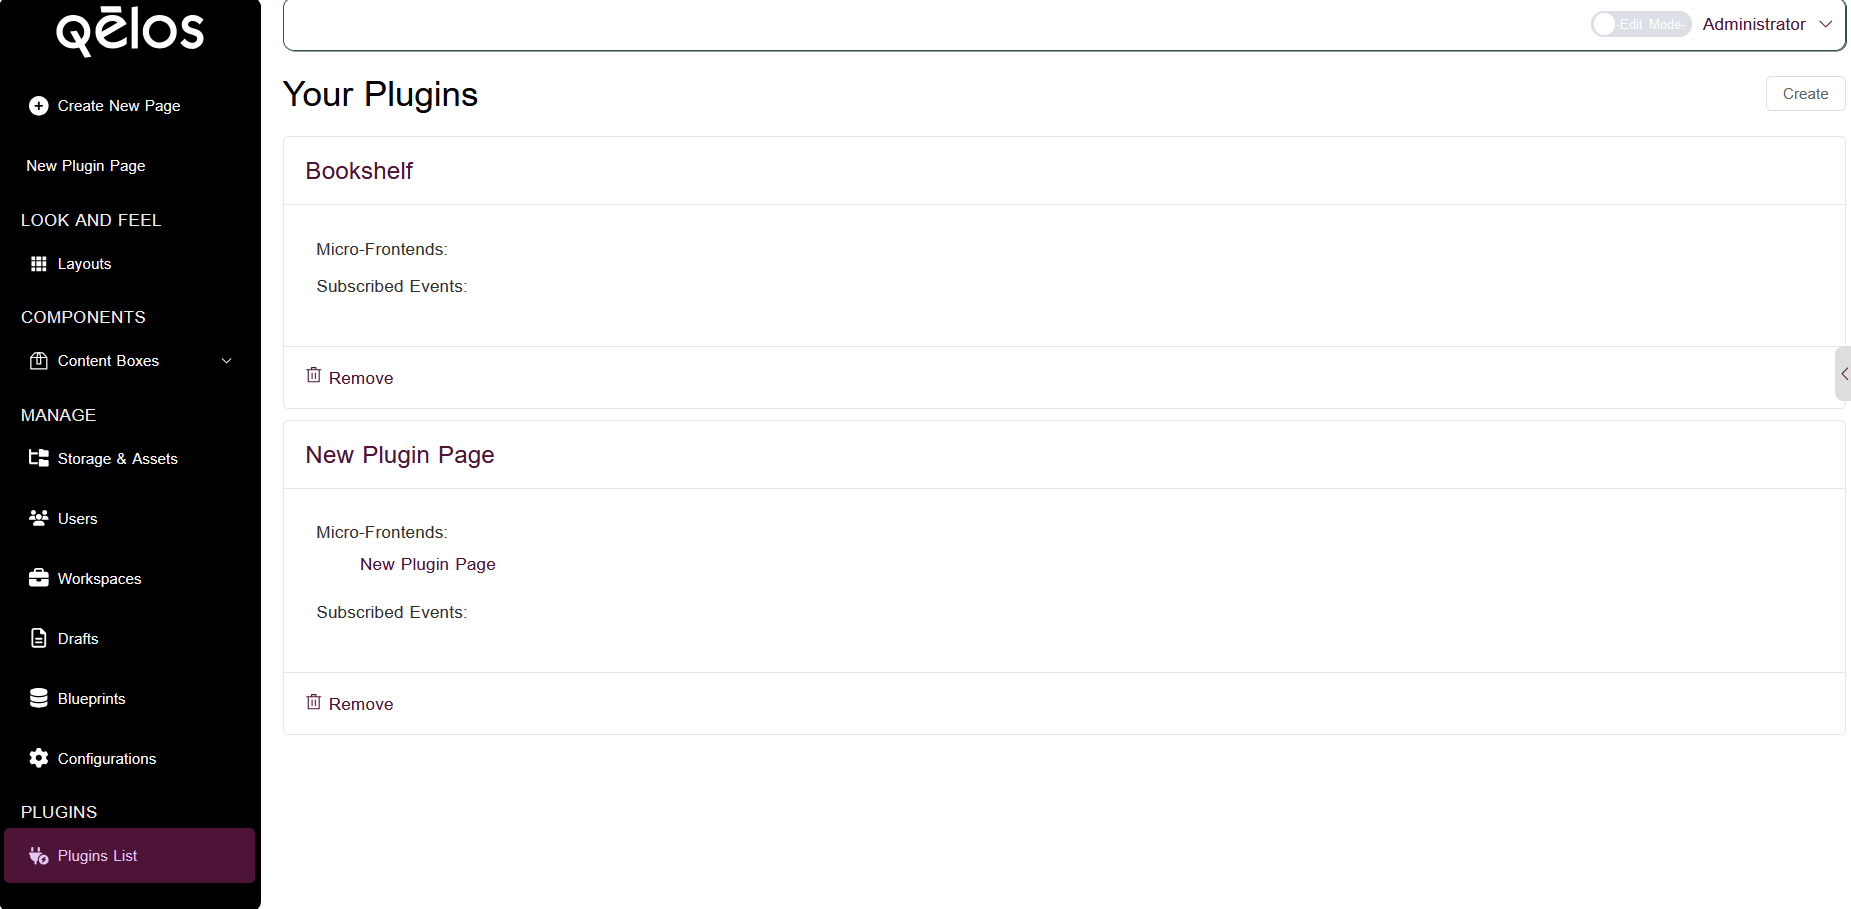 qēlos
Create New Page
New Plugin Page
LOOK AND FEEL
Layouts
COMPONENTS
Content Boxes
MANAGE
Storage & Assets
Users
Workspaces
Drafts
Blueprints
Configurations
PLUGINS
Plugins List
-Edit Mode-
Administrator
Your Plugins
Create
Bookshelf
Micro-Frontends:
Subscribed Events:
Remove
New Plugin Page
Micro-Frontends:
New Plugin Page
Subscribed Events:
Remove